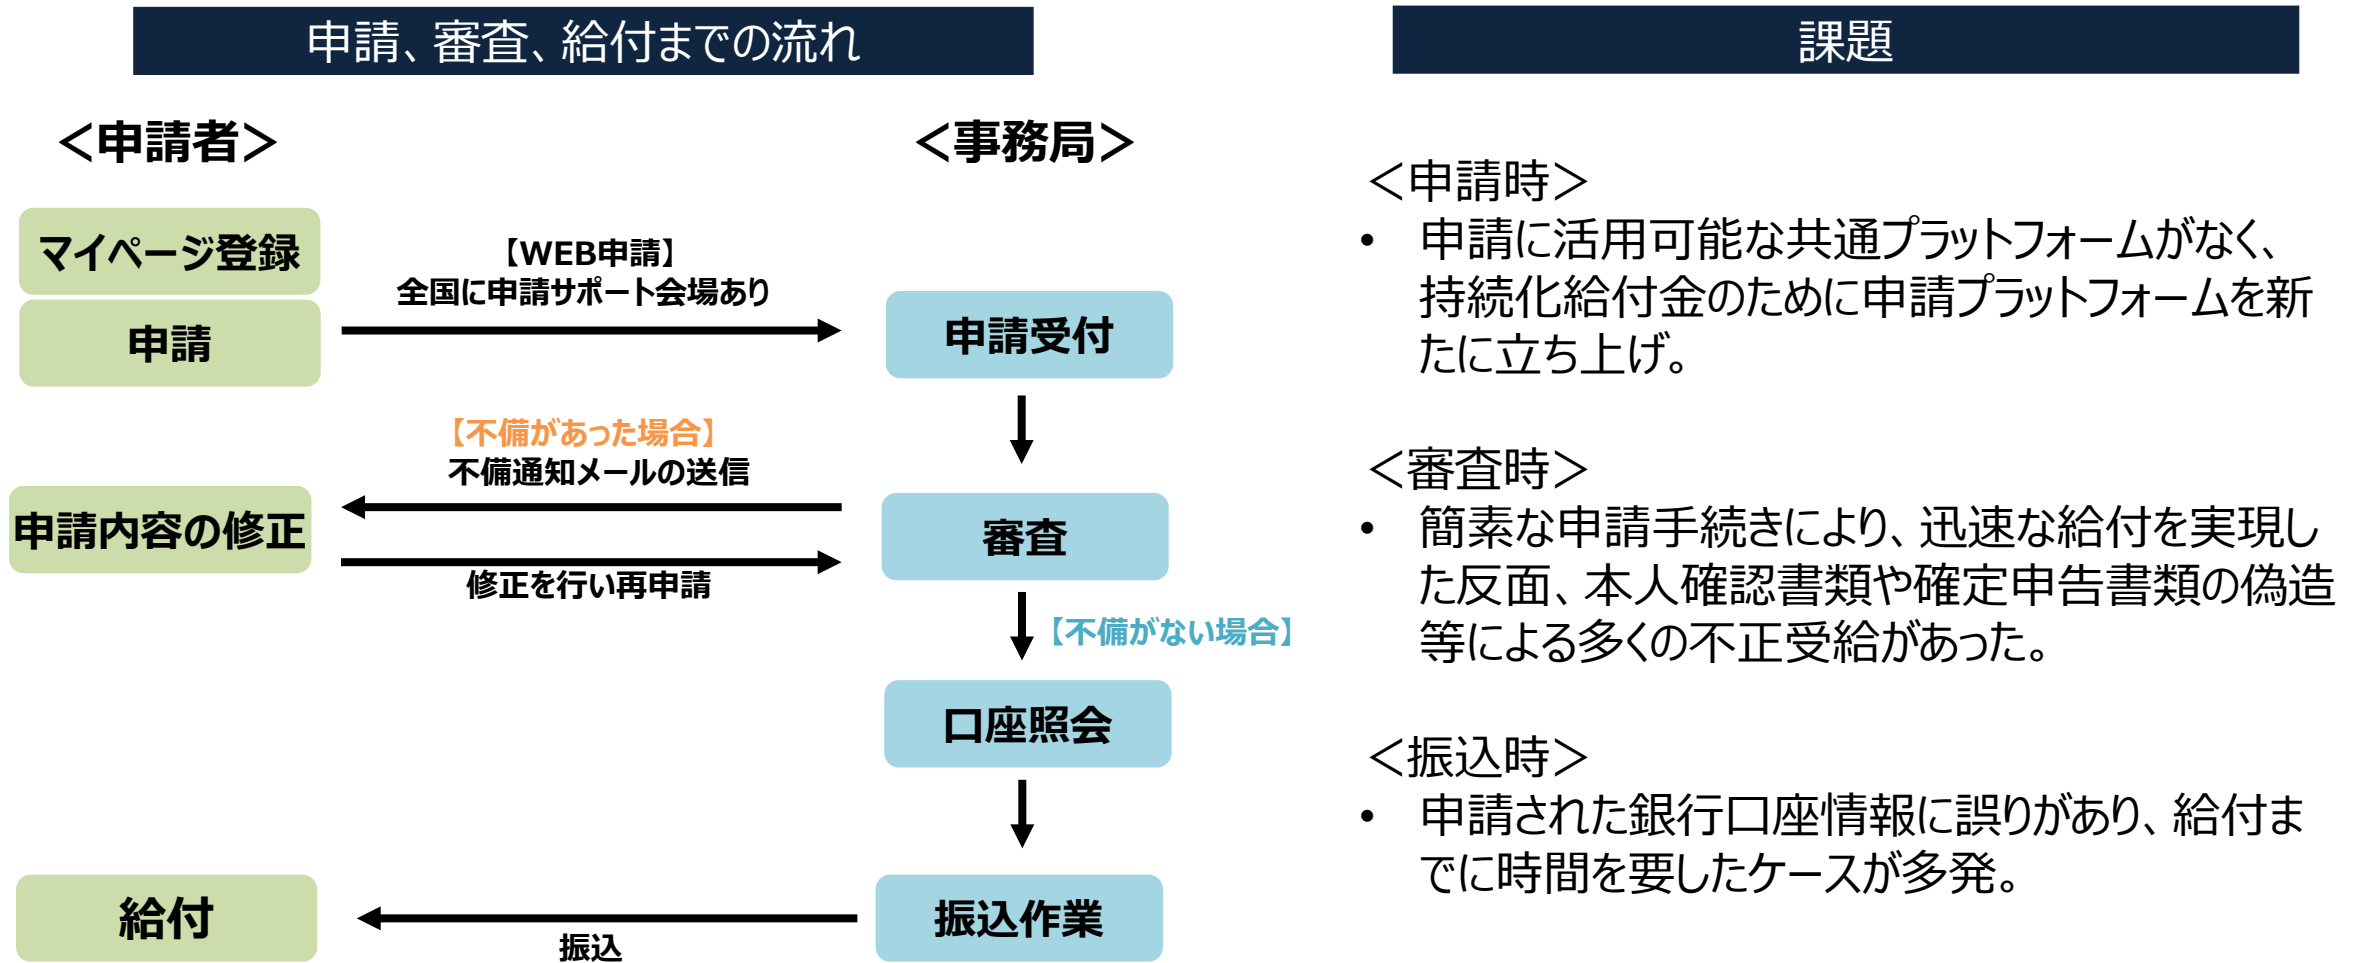 申請、審査、給付までの流れ
＜申請者＞
＜事務局＞
マイページ登録
申請
【WEB申請】
全国に申請サポート会場あり
申請受付
【不備があった場合】
不備通知メールの送信
申請内容の修正
修正を行い再申請
審査
【不備がない場合】
口座照会
給付
振込
振込作業
課題
＜申請時＞
• 申請に活用可能な共通プラットフォームがなく、
持続化給付金のために申請プラットフォームを新
たに立ち上げ。
＜審査時＞
• 簡素な申請手続きにより、迅速な給付を実現し
た反面、本人確認書類や確定申告書類の偽造
等による多くの不正受給があった。
＜振込時＞
• 申請された銀行口座情報に誤りがあり、給付ま
でに時間を要したケースが多発。